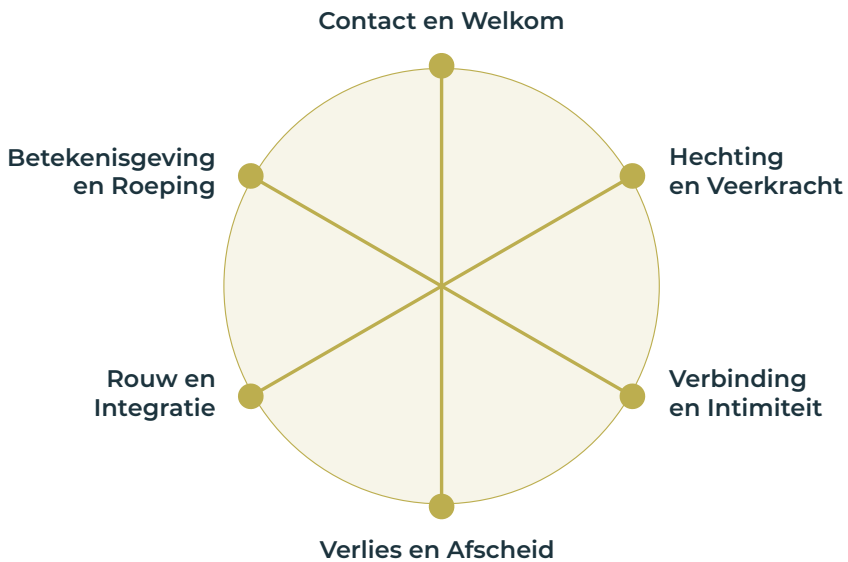 Contact en Welkom
Hechting
en Veerkracht
Verbinding
en Intimiteit
Verlies en Afscheid
Rouw en
Integratie
Betekenisgeving
en Roeping